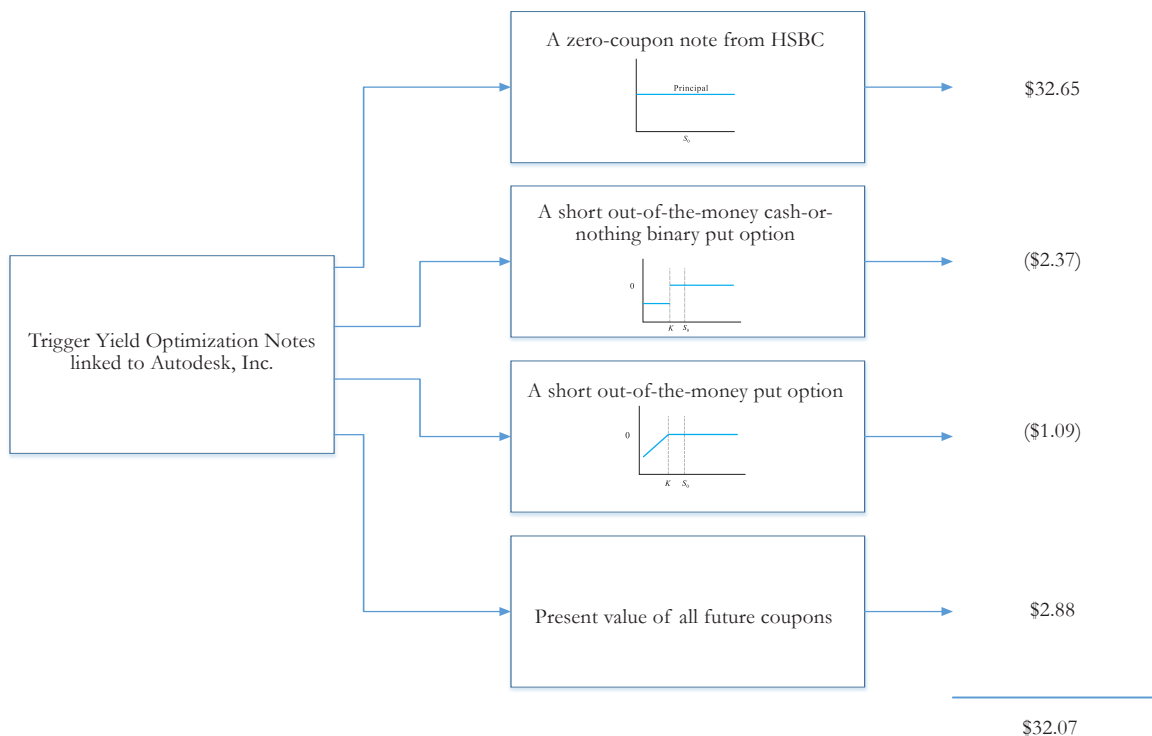 Trigger Yield Optimization Notes
linked to Autodesk, Inc.
A zero-coupon note from HSBC
Principal
S0
$32.65
A short out-of-the-money cash-or-
nothing binary put option
0
K S0
($2.37)
A short out-of-the-money put option
0
K S0
($1.09)
Present value of all future coupons
$2.88
$32.07